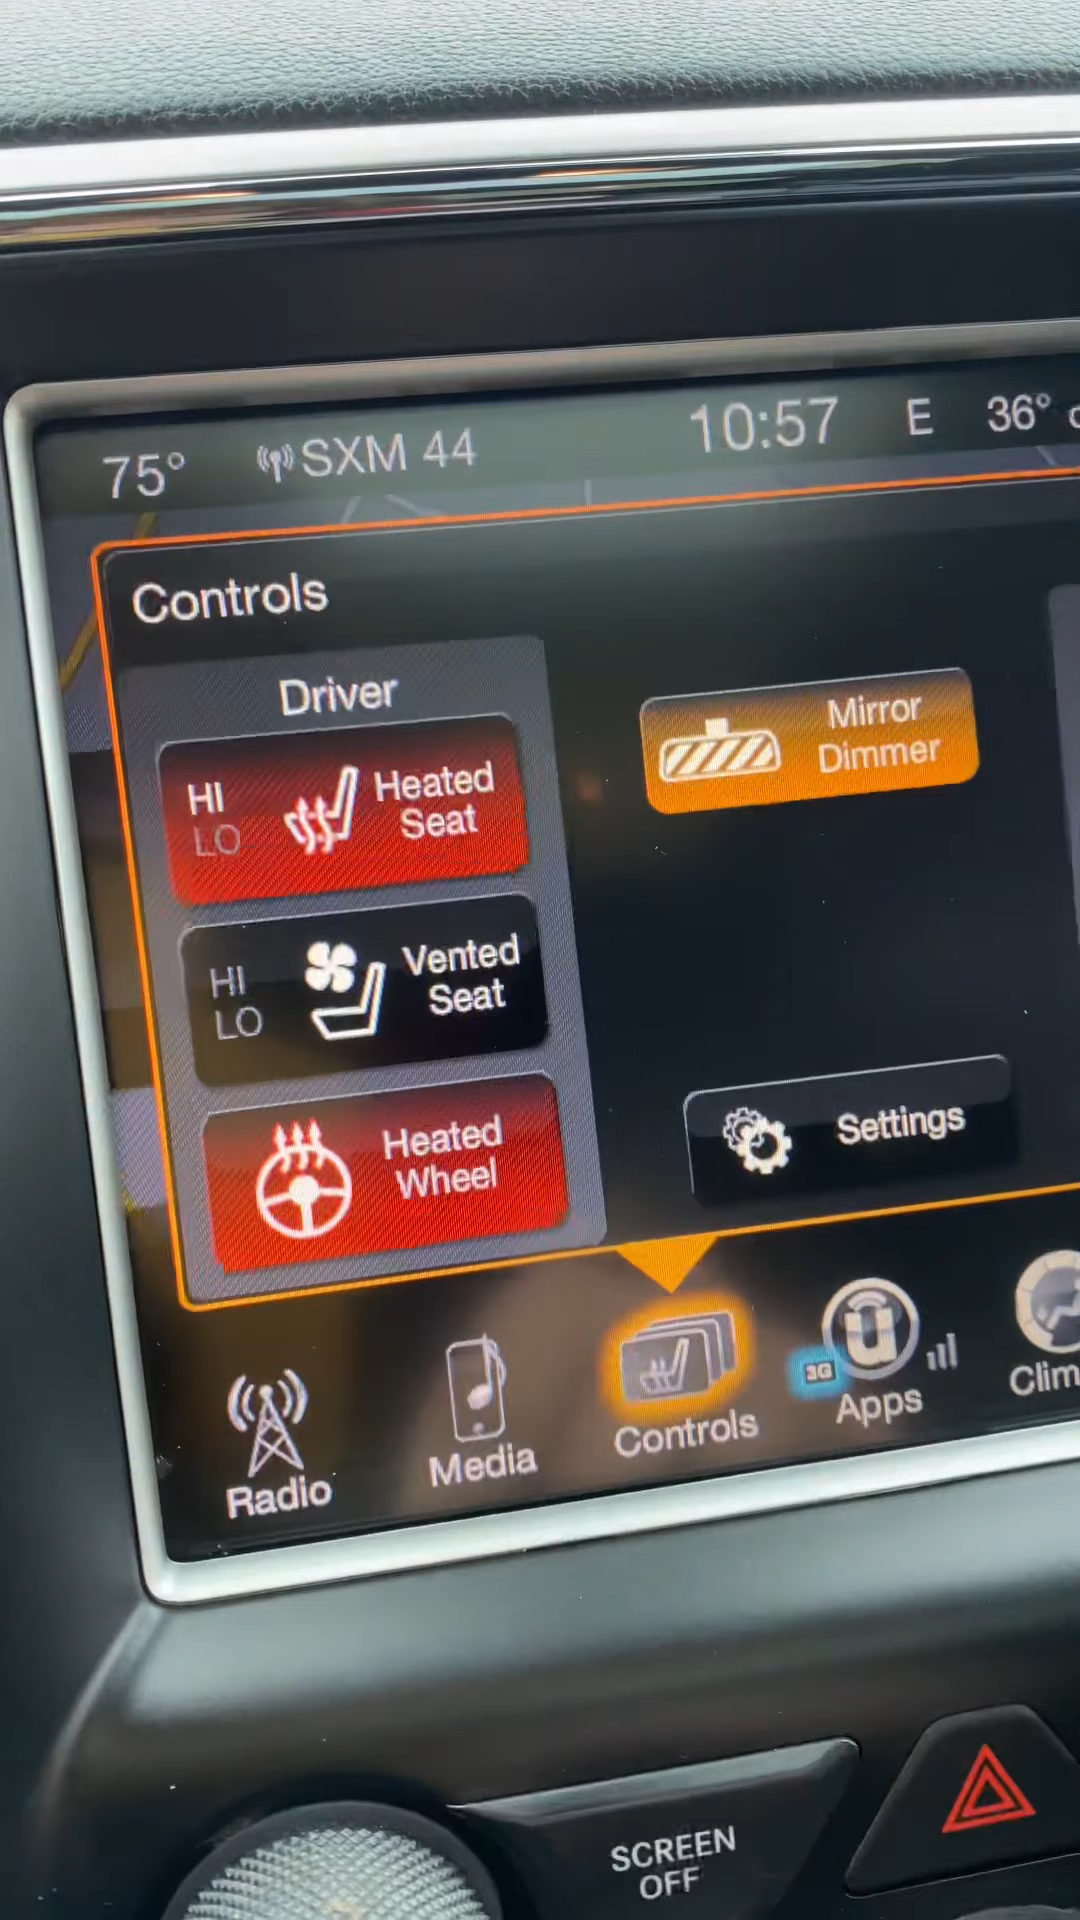 75° SXM 44 10:57 E 36°
Controls
Driver
HI
LO
Heated
Seat
Mirror
Dimmer
HI
LO
Vented
Seat
Heated
Wheel
Settings
Radio
Media
Controls
3G
Apps
Clim
SCREEN
OFF